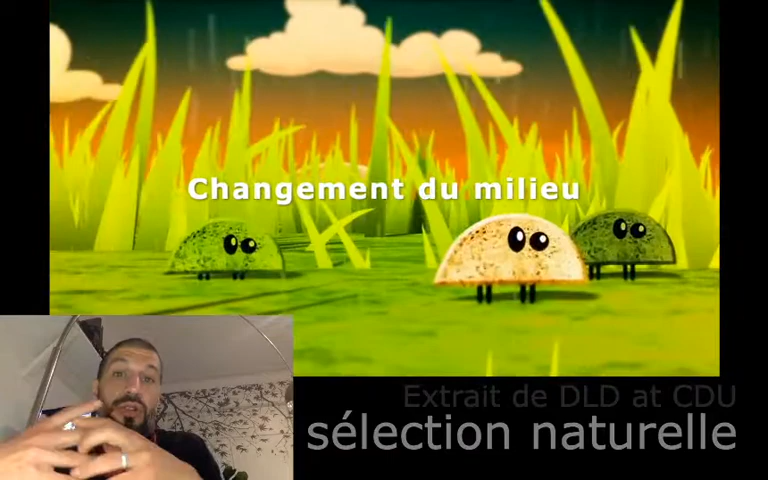 Changement du milieu
Extrait de DLD at CDU
sélection naturelle